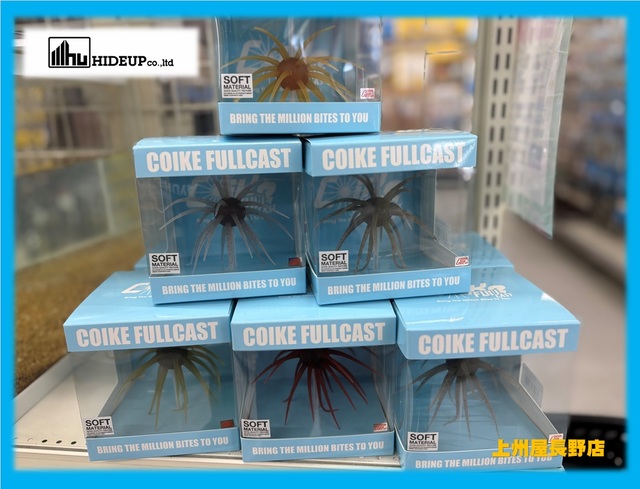 HIDEUP co.,ltd
SOFT
MATERIAL
BRING THE MILLION BITES TO YOU
COIKE FULLCAST
COIKE FULLCAST
SOFT
MATERIAL
SOFT
MATERIAL
BRING THE MILLION BITES TO YOU
BRING THE MILLION BITES TO YOU
COIKE FULLCAST
COIKE FULLCAST
COIKE FULLCAST
SOFT
MATERIAL
SOFT
MATERIAL
SOFT
MATERIAL
BRING THE MILLION BITES TO YOU
BRING THE MILLION BITES TO YOU
BRING THE MILLION BITES TO YOU
上州屋長野店